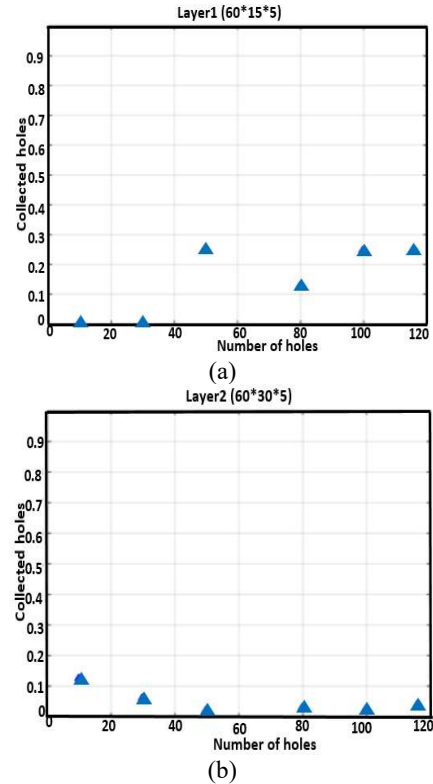 Layer1 (60*15*5)
Collected holes
0.9
0.8
0.7
0.6
0.5
0.4
0.3
0.2
0.1
0
0 20 40 60 80 100 120
Number of holes
(a)
Layer2 (60*30*5)
Collected holes
0.9
0.8
0.7
0.6
0.5
0.4
0.3
0.2
0.1
0
0 20 40 60 80 100 120
Number of holes
(b)